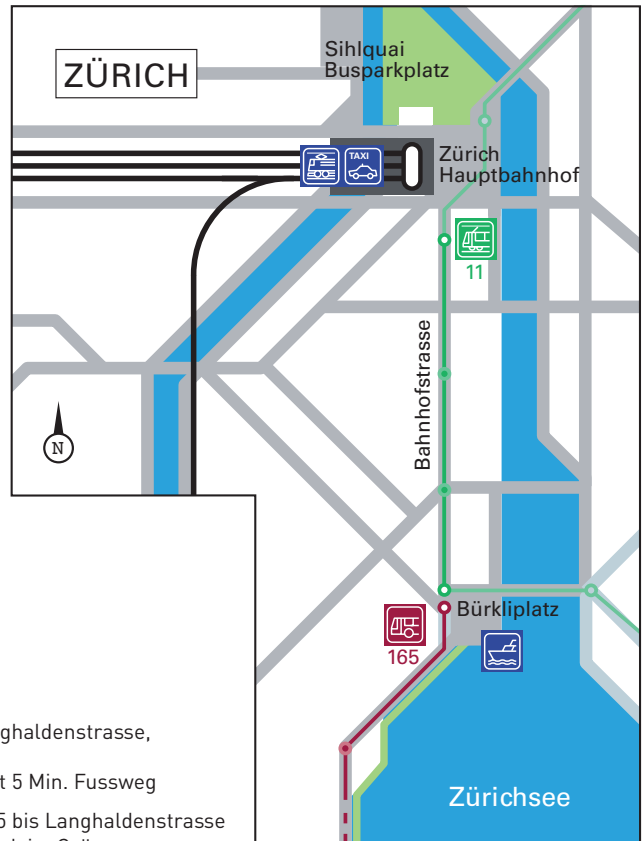 ZÜRICH
Sihlquai
Busparkplatz
TAXI
Zürich
Hauptbahnhof
11
Bahnhofstrasse
N
Bürkliplatz
165
ghaldenstrasse,
t 5 Min. Fussweg
5 bis Langhaldenstrasse
Zürichsee